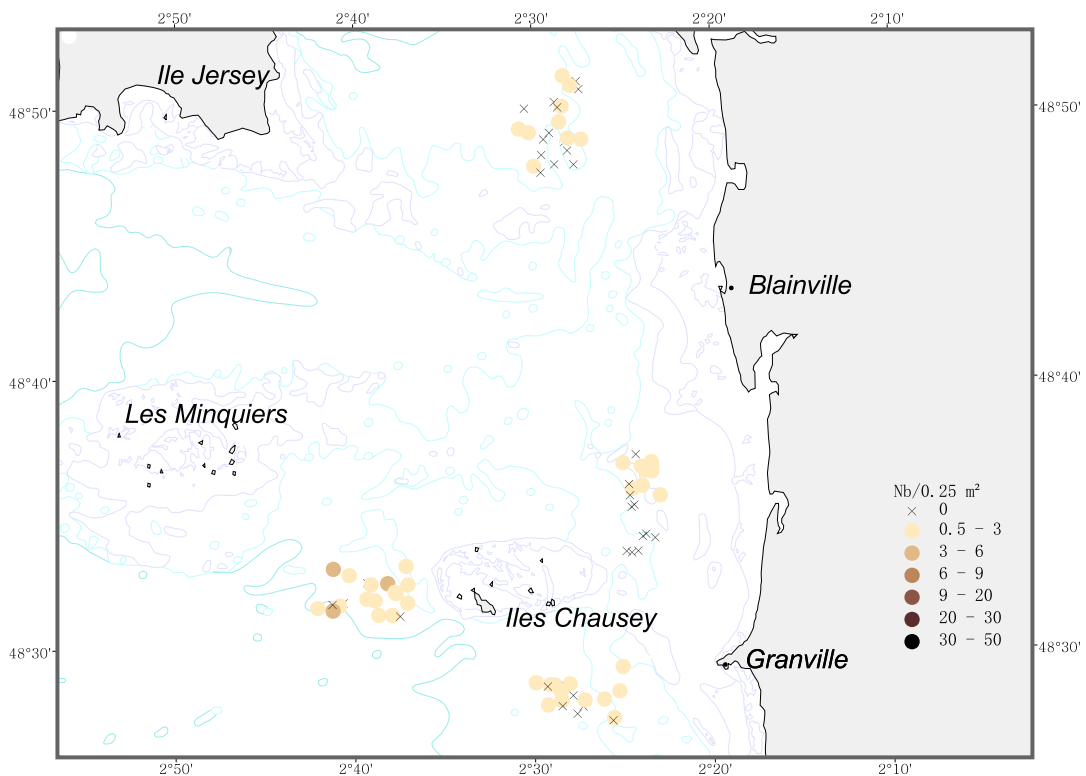 2°50' 2°40' 2°30' 2°20' 2°10'
Ile Jersey
48°50' 48°50'
Blainville
48°40' 48°40'
Les Minquiers
Nb/0.25 m²
0
0.5 - 3
3 - 6
6 - 9
9 - 20
20 - 30
30 - 50
Iles Chausey
48°30' 48°30'
Granville
2°50' 2°40' 2°30' 2°20' 2°10'